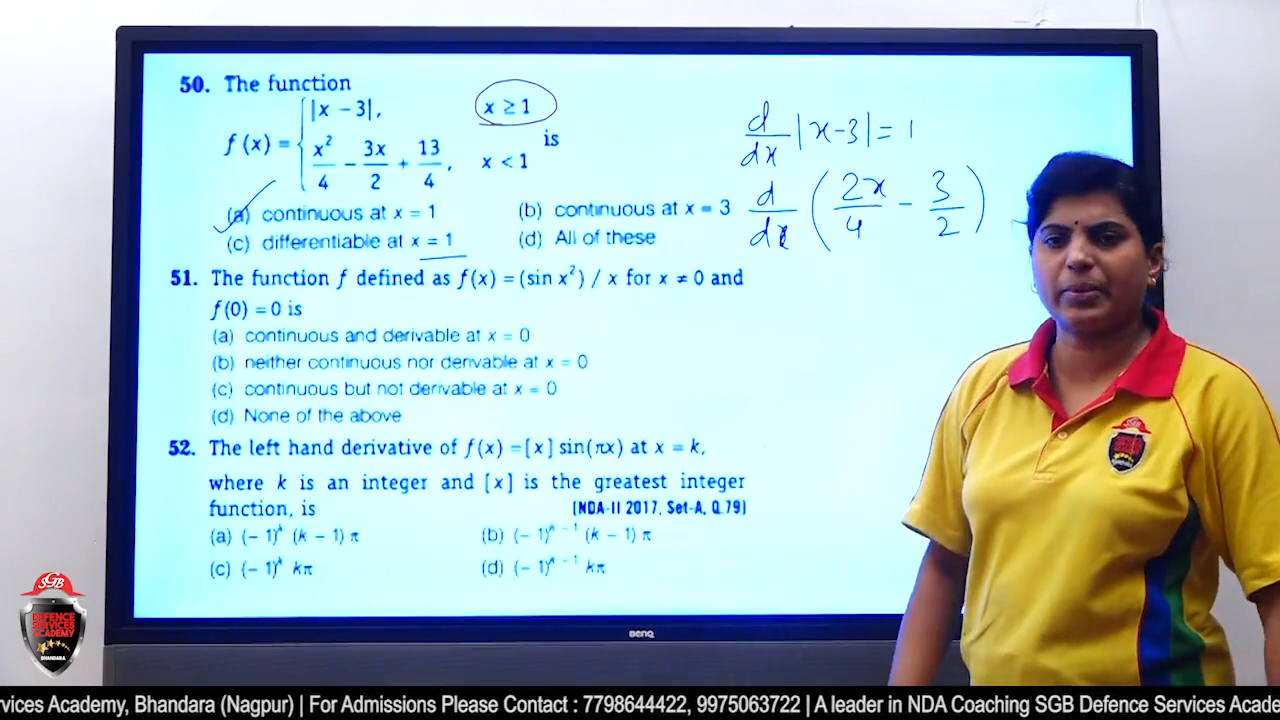 50. The function
|x − 3|, x ≥ 1
f(x) = { is
x²/4 − 3x/2 + 13/4, x < 1
(a) continuous at x = 1 (b) continuous at x = 3
(c) differentiable at x = 1 (d) All of these
51. The function f defined as f(x) = (sin x²) / x for x ≠ 0 and
f(0) = 0 is
(a) continuous and derivable at x = 0
(b) neither continuous nor derivable at x = 0
(c) continuous but not derivable at x = 0
(d) None of the above
52. The left hand derivative of f(x) = [x] sin(πx) at x = k,
where k is an integer and [x] is the greatest integer
function, is [NDA-II 2017, Set-A, Q.79]
(a) (− 1)^k (k − 1) π (b) (− 1)^{k − 1} (k − 1) π
(c) (− 1)^k kπ (d) (− 1)^{k − 1} kπ
d/dx |x-3| = 1
d/dx (2x/4 − 3/2)
BenQ
SGB
DEFENCE
SERVICES
ACADEMY
BHANDARA
rvices Academy, Bhandara (Nagpur) | For Admissions Please Contact : 7798644422, 9975063722 | A leader in NDA Coaching SGB Defence Services Acade